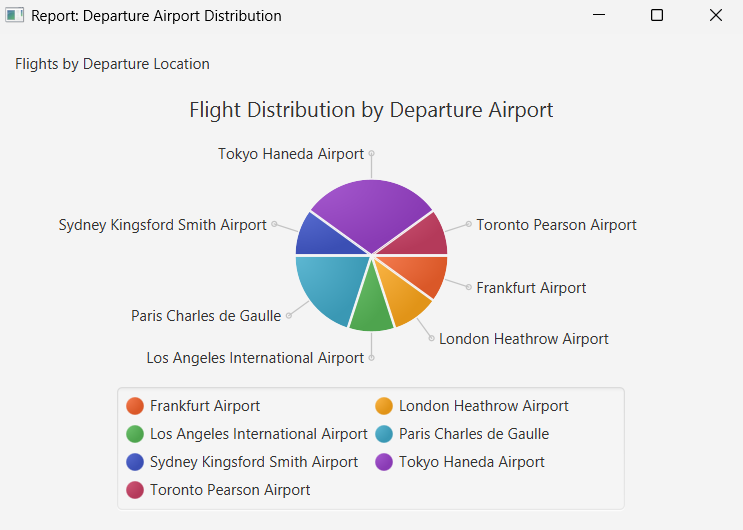 Report: Departure Airport Distribution
Flights by Departure Location
Flight Distribution by Departure Airport
Tokyo Haneda Airport
Sydney Kingsford Smith Airport
Toronto Pearson Airport
Frankfurt Airport
Paris Charles de Gaulle
London Heathrow Airport
Los Angeles International Airport
Frankfurt Airport
London Heathrow Airport
Los Angeles International Airport
Paris Charles de Gaulle
Sydney Kingsford Smith Airport
Tokyo Haneda Airport
Toronto Pearson Airport